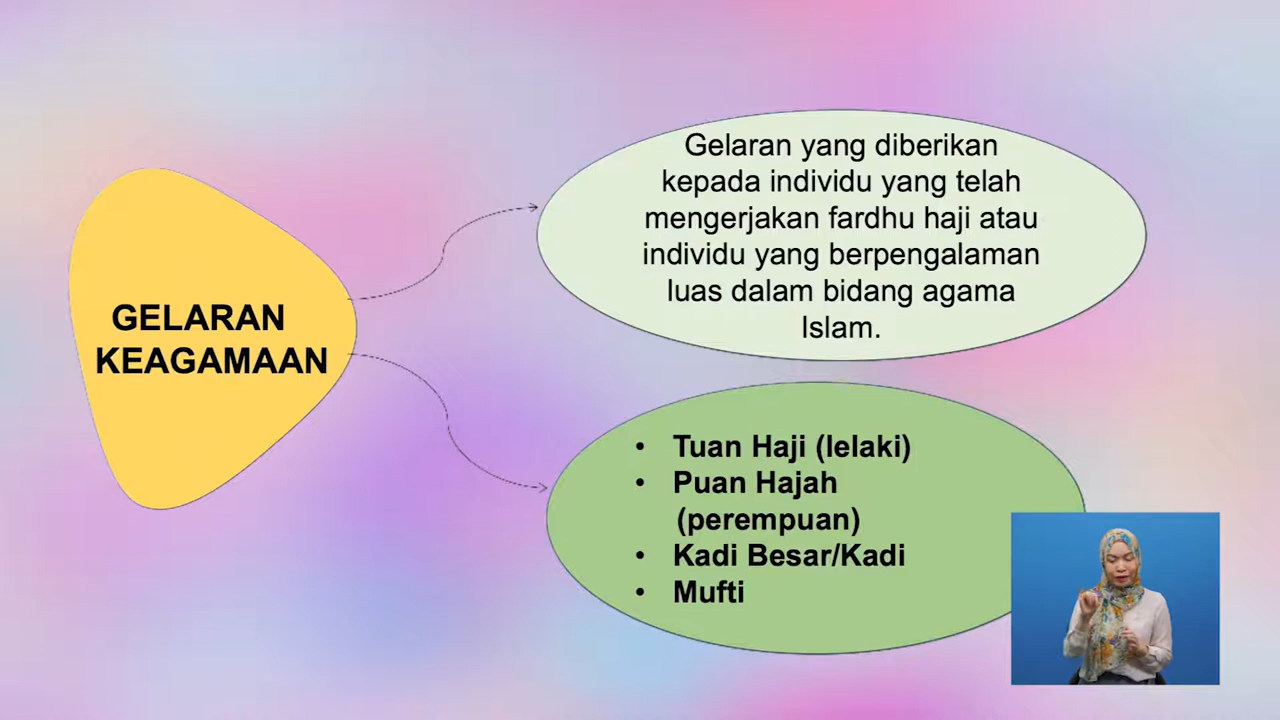 GELARAN
KEAGAMAAN
Gelaran yang diberikan
kepada individu yang telah
mengerjakan fardhu haji atau
individu yang berpengalaman
luas dalam bidang agama
Islam.
• Tuan Haji (lelaki)
• Puan Hajah
(perempuan)
• Kadi Besar/Kadi
• Mufti